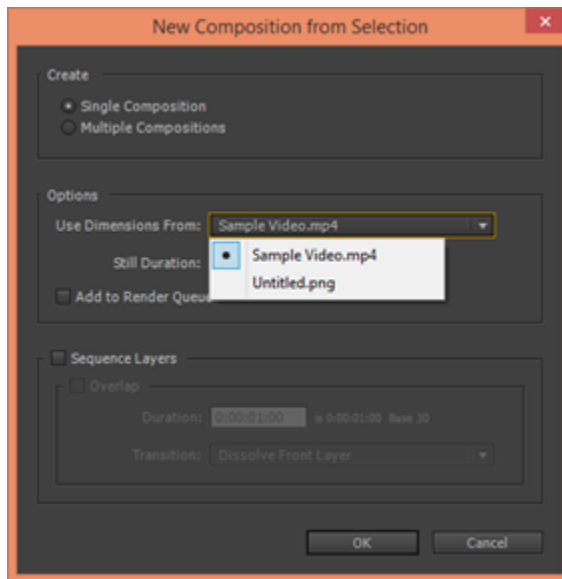 New Composition from Selection
Create
Single Composition
Multiple Compositions
Options
Use Dimensions From: Sample Video.mp4
Sample Video.mp4
Still Duration:
Untitled.png
Add to Render Queue
Sequence Layers
Overlap
Duration: 0:00:01:00 is 0:00:01:00 Base 30
Transition: Dissolve Front Layer
OK Cancel